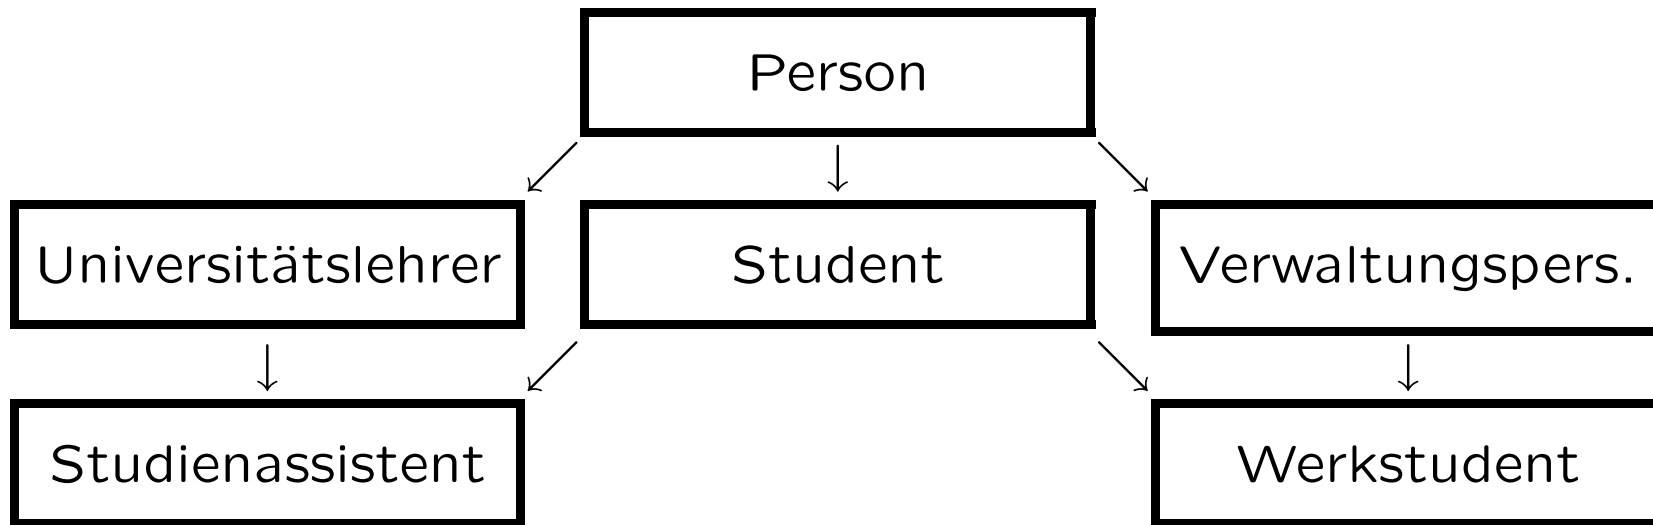 Person
Universitätslehrer
Student
Verwaltungspers.
Studienassistent
Werkstudent